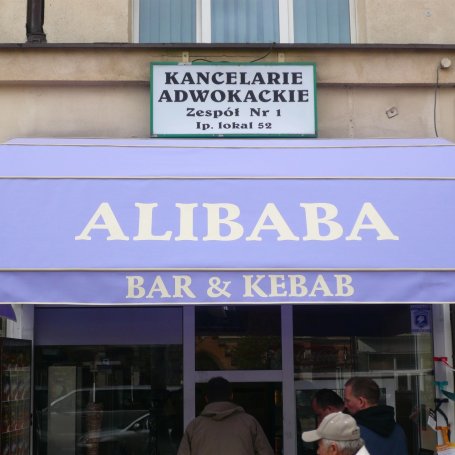 KANCELARIE
ADWOKACKIE
Zespół Nr 1
Ip. lokal 52
ALIBABA
BAR & KEBAB